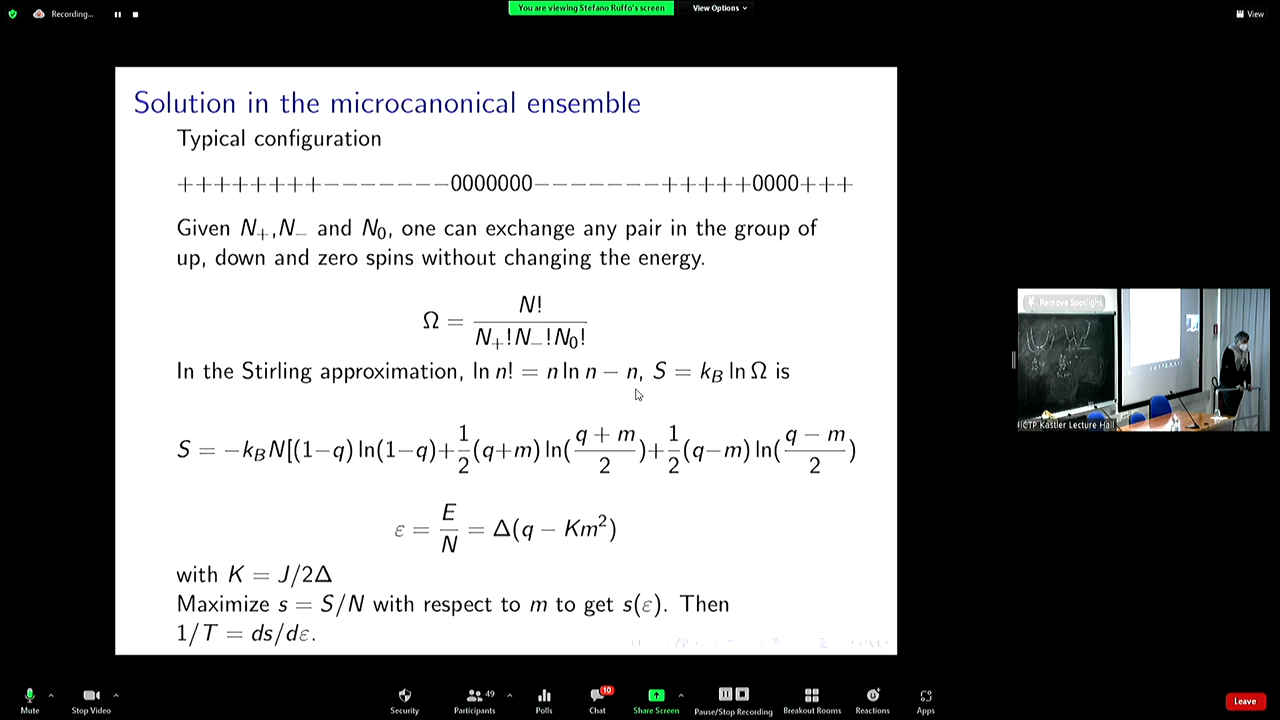 Recording...
You are viewing Stefano Ruffo's screen
View Options
View
Solution in the microcanonical ensemble
Typical configuration
++++++++−−−−−−−−0000000−−−−−−−−+++++0000+++
Given N₊,N₋ and N₀, one can exchange any pair in the group of
up, down and zero spins without changing the energy.
Ω = N! / N₊!N₋!N₀!
In the Stirling approximation, ln n! = n ln n − n, S = k_B ln Ω is
S = −k_B N[(1−q) ln(1−q)+ 1/2 (q+m) ln( (q + m)/2 )+ 1/2 (q−m) ln( (q − m)/2 )
ε = E/N = Δ(q − Km²)
with K = J/2Δ
Maximize s = S/N with respect to m to get s(ε). Then
1/T = ds/dε.
Remove Spotlight
ICTP Kastler Lecture Hall
Mute
Stop Video
Security
49
Participants
Polls
10
Chat
Share Screen
Pause/Stop Recording
Breakout Rooms
Reactions
Apps
Leave